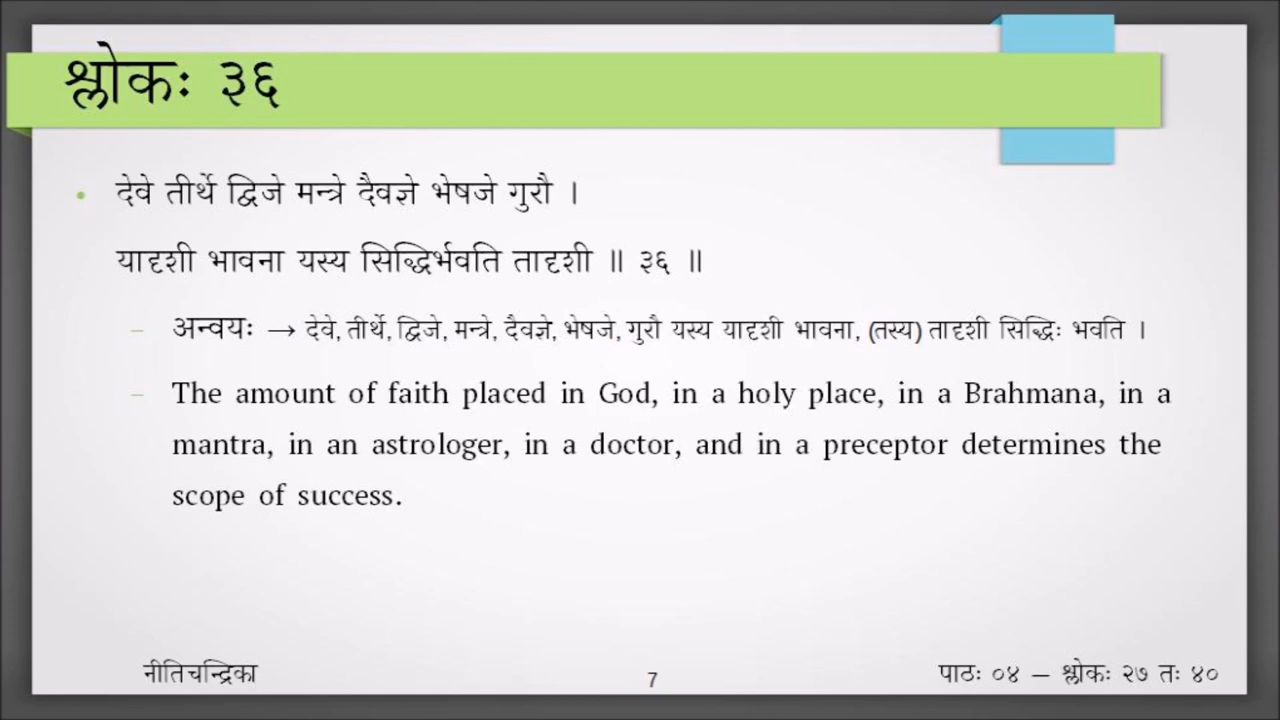 श्लोकः ३६
देवे तीर्थे द्विजे मन्त्रे दैवज्ञे भेषजे गुरौ ।
यादृशी भावना यस्य सिद्धिर्भवति तादृशी ॥ ३६ ॥
अन्वयः → देवे, तीर्थे, द्विजे, मन्त्रे, दैवज्ञे, भेषजे, गुरौ यस्य यादृशी भावना, (तस्य) तादृशी सिद्धिः भवति ।
The amount of faith placed in God, in a holy place, in a Brahmana, in a
mantra, in an astrologer, in a doctor, and in a preceptor determines the
scope of success.
नीतिचन्द्रिका 7 पाठः ०४ – श्लोकः २७ तः ४०